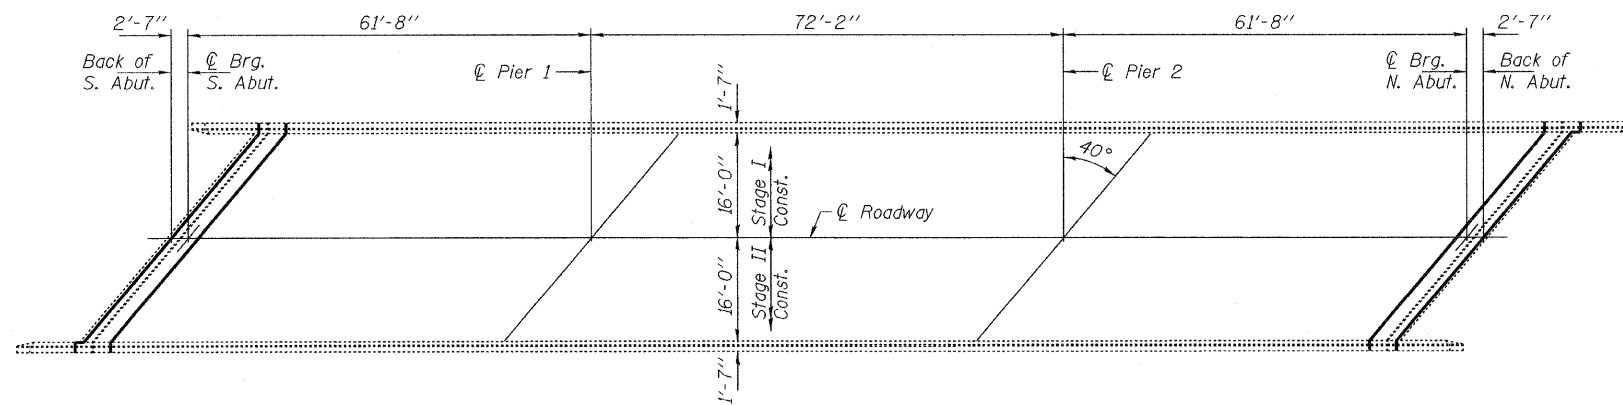 2'-7"
61'-8"
72'-2"
61'-8"
2'-7"
Back of
S. Abut.
℄ Brg.
S. Abut.
℄ Pier 1
℄ Pier 2
℄ Brg.
N. Abut.
Back of
N. Abut.
1'-7"
16'-0"
Stage I
Const.
40°
℄ Roadway
16'-0"
Stage II
Const.
1'-7"